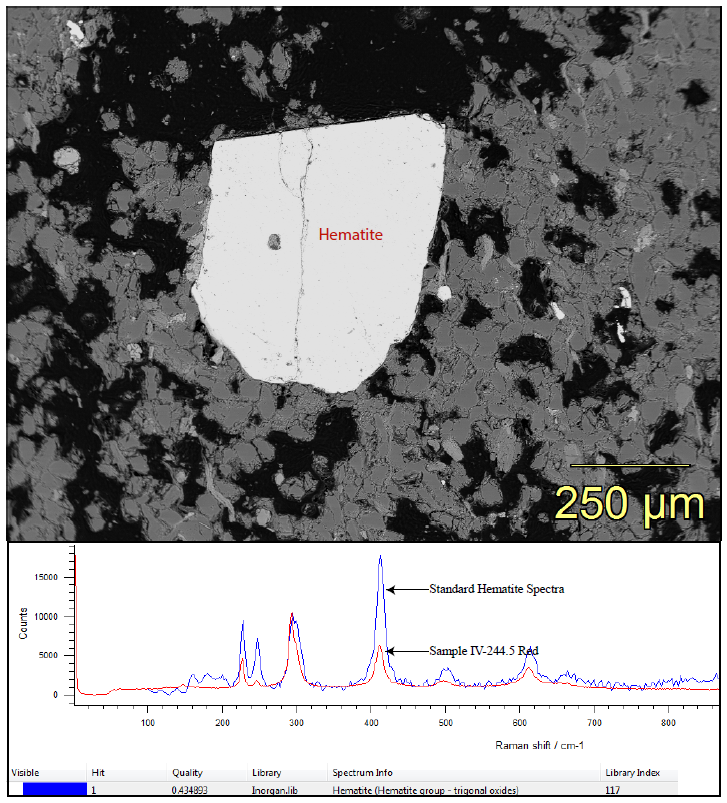 Hematite
250 µm
15000
10000
5000
0
Counts
Standard Hematite Spectra
Sample IV-244.5 Red
100 200 300 400 500 600 700 800
Raman shift / cm-1
Visible Hit Quality Library Spectrum Info Library Index
1 0.434893 Inorgan.lib Hematite (Hematite group - trigonal oxides) 117